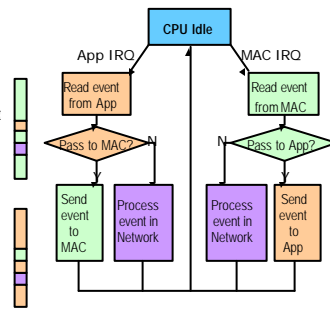 CPU Idle
App IRQ
MAC IRQ
Read event
from App
Read event
from MAC
Pass to MAC?
N
Y
Pass to App?
N
Y
Send
event
to
MAC
Process
event in
Network
Process
event in
Network
Send
event
to
App